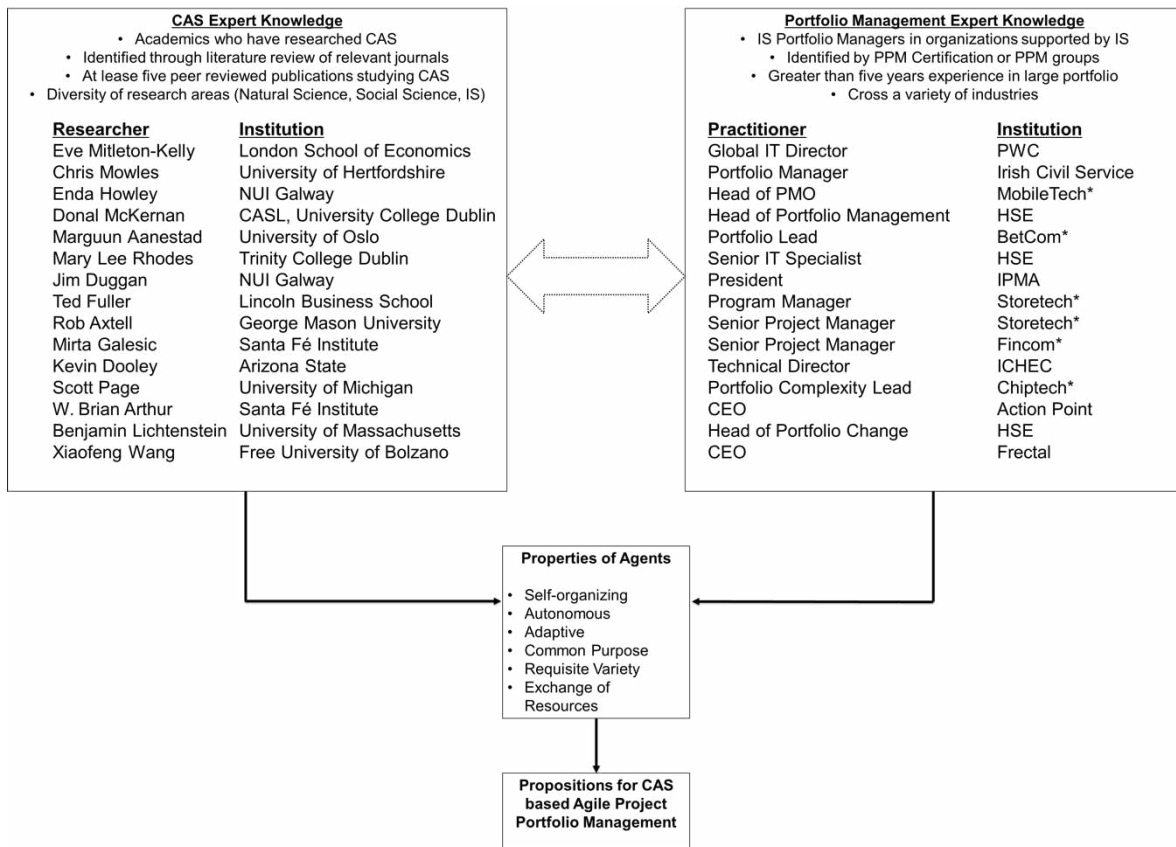 CAS Expert Knowledge
• Academics who have researched CAS
• Identified through literature review of relevant journals
• At lease five peer reviewed publications studying CAS
• Diversity of research areas (Natural Science, Social Science, IS)
Researcher Institution
Eve Mitleton-Kelly London School of Economics
Chris Mowles University of Hertfordshire
Enda Howley NUI Galway
Donal McKernan CASL, University College Dublin
Marguun Aanestad University of Oslo
Mary Lee Rhodes Trinity College Dublin
Jim Duggan NUI Galway
Ted Fuller Lincoln Business School
Rob Axtell George Mason University
Mirta Galesic Santa Fé Institute
Kevin Dooley Arizona State
Scott Page University of Michigan
W. Brian Arthur Santa Fé Institute
Benjamin Lichtenstein University of Massachusetts
Xiaofeng Wang Free University of Bolzano
Portfolio Management Expert Knowledge
• IS Portfolio Managers in organizations supported by IS
• Identified by PPM Certification or PPM groups
• Greater than five years experience in large portfolio
• Cross a variety of industries
Practitioner Institution
Global IT Director PWC
Portfolio Manager Irish Civil Service
Head of PMO MobileTech*
Head of Portfolio Management HSE
Portfolio Lead BetCom*
Senior IT Specialist HSE
President IPMA
Program Manager Storetech*
Senior Project Manager Storetech*
Senior Project Manager Fincom*
Technical Director ICHEC
Portfolio Complexity Lead Chiptech*
CEO Action Point
Head of Portfolio Change HSE
CEO Frectal
Properties of Agents
• Self-organizing
• Autonomous
• Adaptive
• Common Purpose
• Requisite Variety
• Exchange of
Resources
Propositions for CAS
based Agile Project
Portfolio Management